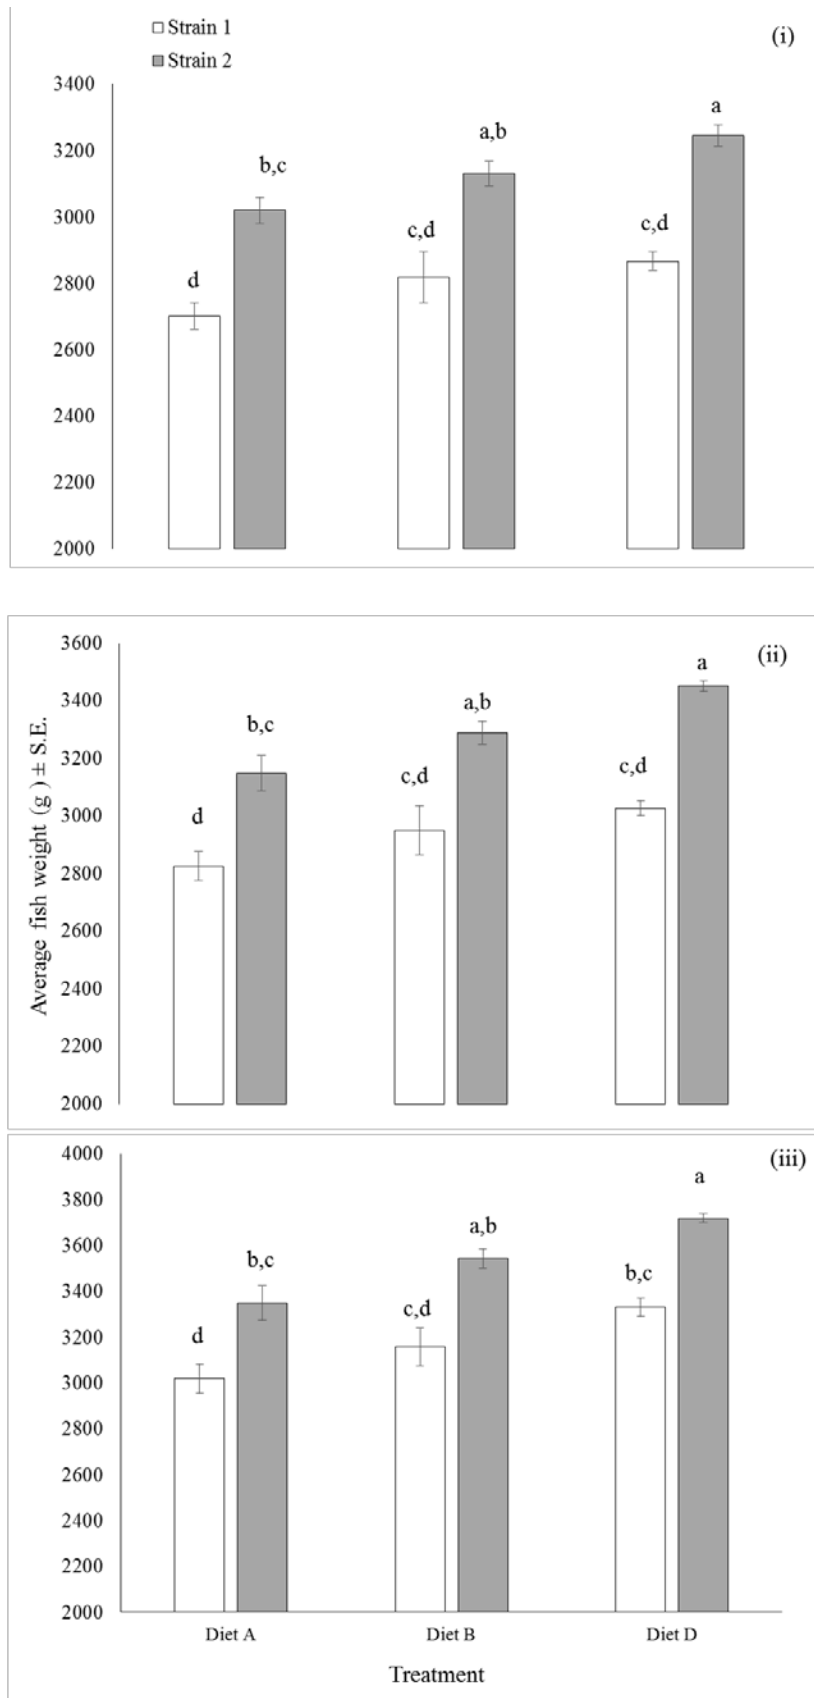 Strain 1
Strain 2
(i)
3400
3200
3000
2800
2600
2400
2200
2000
d
b,c
c,d
a,b
c,d
a
(ii)
Average fish weight (g) ± S.E.
3600
3400
3200
3000
2800
2600
2400
2200
2000
d
b,c
c,d
a,b
c,d
a
(iii)
4000
3800
3600
3400
3200
3000
2800
2600
2400
2200
2000
d
b,c
c,d
a,b
b,c
a
Diet A Diet B Diet D
Treatment